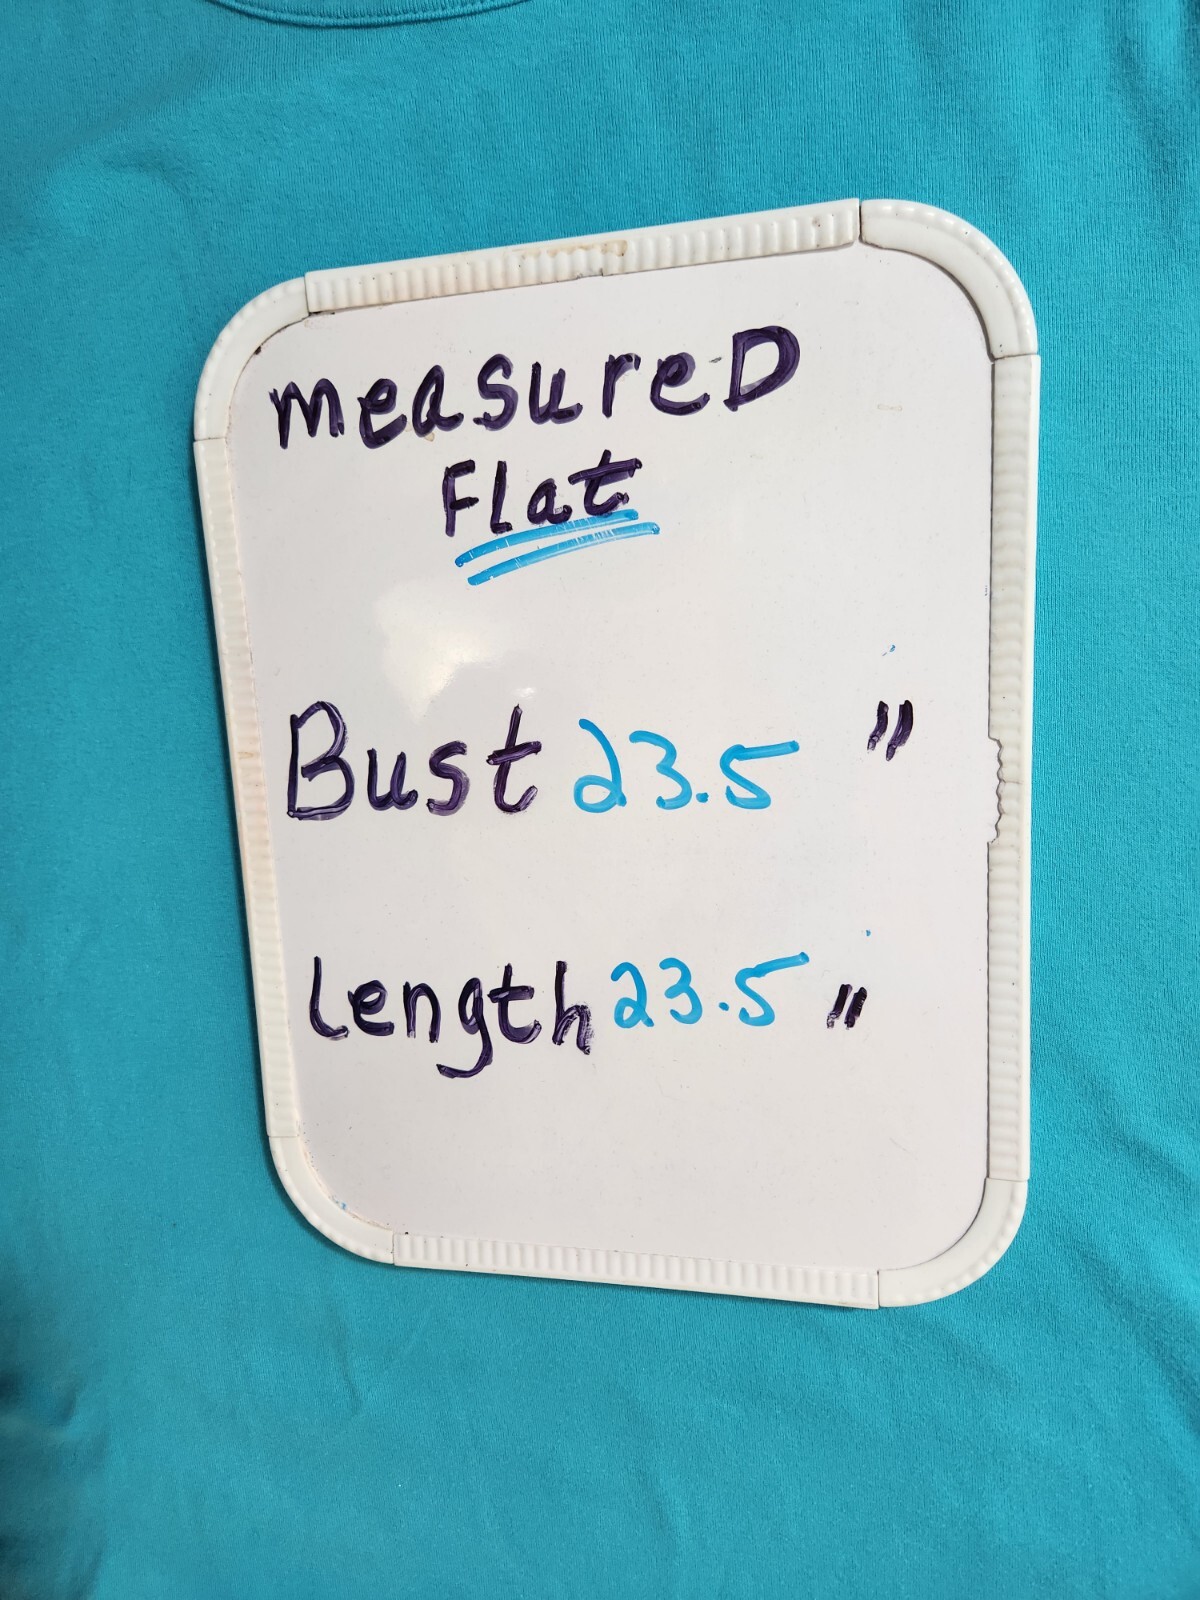 measureD
Flat
Bust 23.5 "
Length 23.5 "